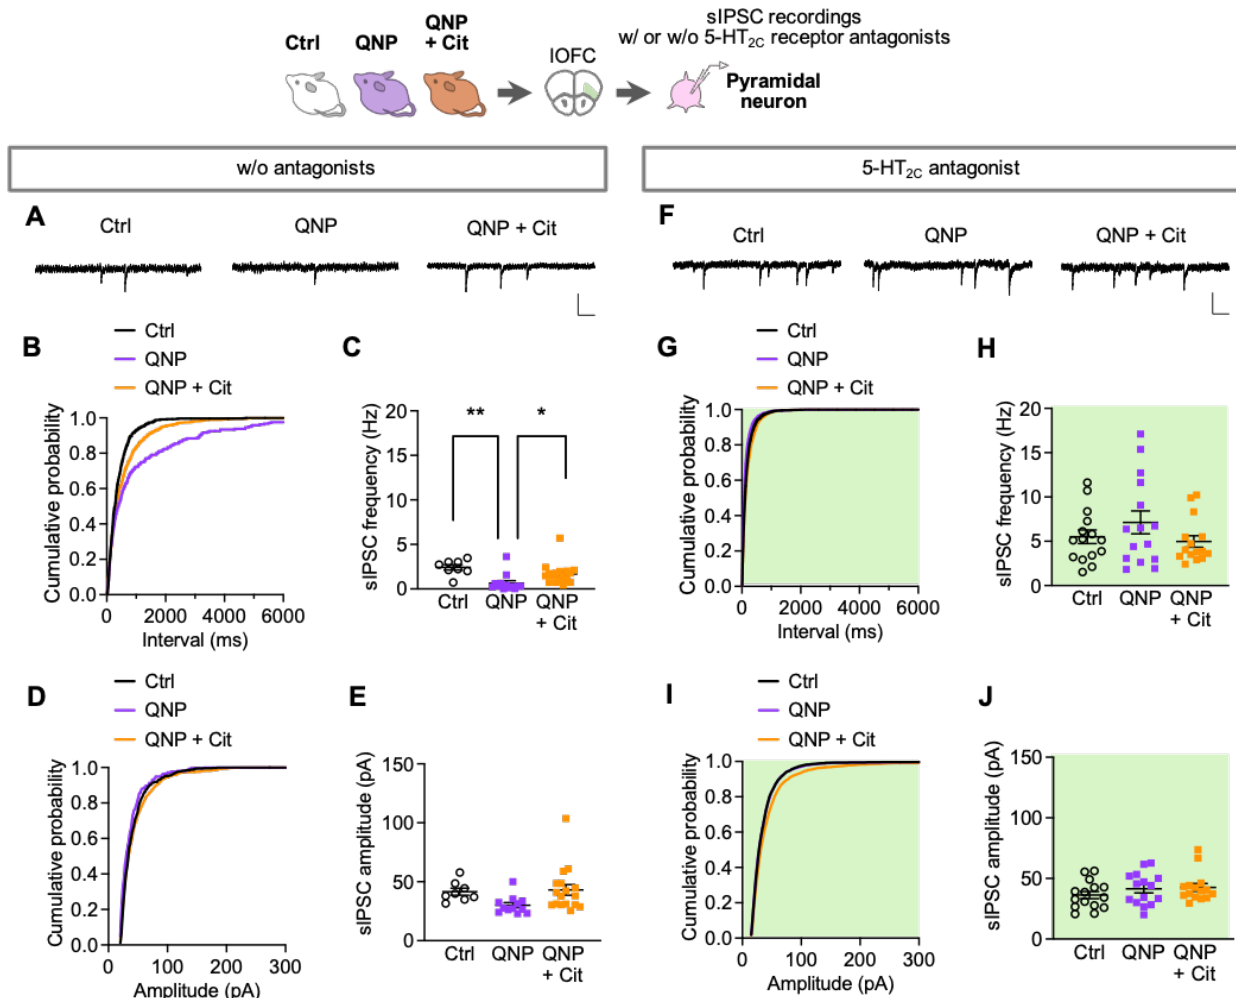 Ctrl
QNP
QNP
+ Cit
lOFC
sIPSC recordings
w/ or w/o 5-HT2C receptor antagonists
Pyramidal
neuron
w/o antagonists
5-HT2C antagonist
A
Ctrl
QNP
QNP + Cit
F
Ctrl
QNP
QNP + Cit
B
Ctrl
QNP
QNP + Cit
Cumulative probability
1.0
0.8
0.6
0.4
0.2
0.0
0
2000
4000
6000
Interval (ms)
C
sIPSC frequency (Hz)
20
15
10
5
0
**
*
Ctrl
QNP
QNP
+ Cit
G
Ctrl
QNP
QNP + Cit
Cumulative probability
1.0
0.8
0.6
0.4
0.2
0.0
0
2000
4000
6000
Interval (ms)
H
sIPSC frequency (Hz)
20
15
10
5
0
Ctrl
QNP
QNP
+ Cit
D
Ctrl
QNP
QNP + Cit
Cumulative probability
1.0
0.8
0.6
0.4
0.2
0.0
0
100
200
300
Amplitude (pA)
E
sIPSC amplitude (pA)
150
100
50
0
Ctrl
QNP
QNP
+ Cit
I
Ctrl
QNP
QNP + Cit
Cumulative probability
1.0
0.8
0.6
0.4
0.2
0.0
0
100
200
300
Amplitude (pA)
J
sIPSC amplitude (pA)
150
100
50
0
Ctrl
QNP
QNP
+ Cit